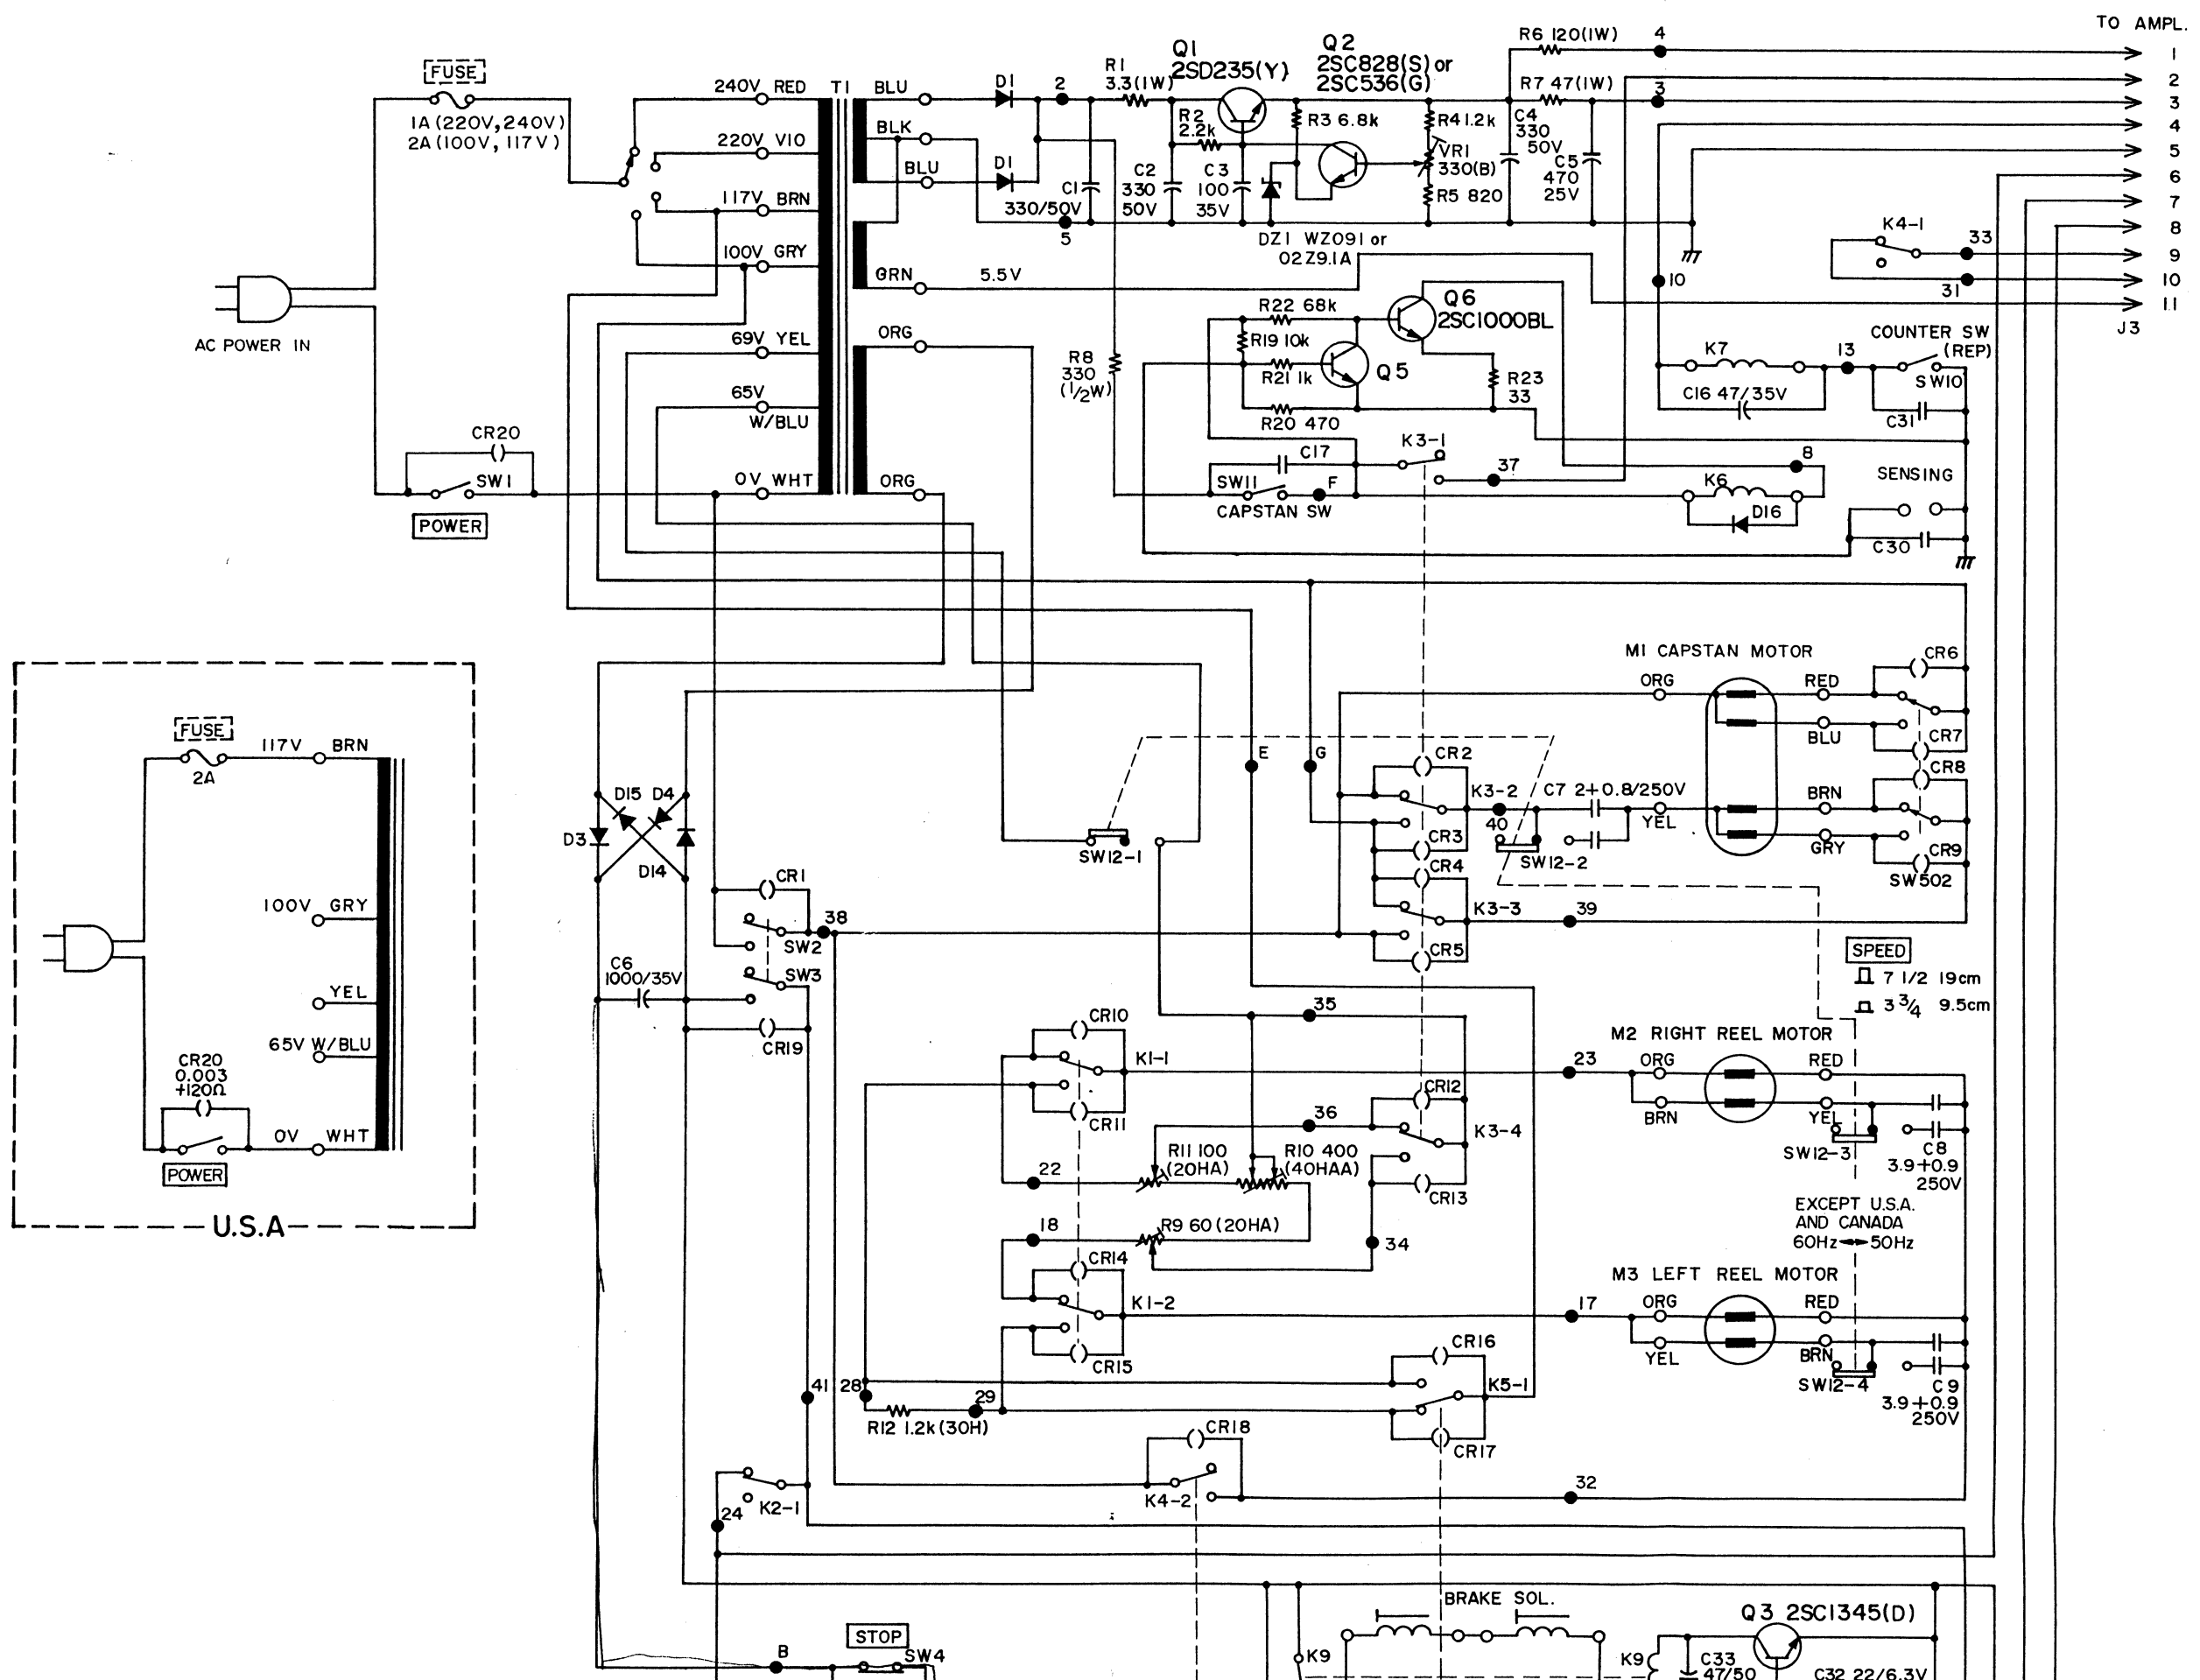 TO AMPL.
1
2
3
4
5
6
7
8
9
10
11
J3
FUSE
1A (220V, 240V)
2A (100V, 117V)
AC POWER IN
CR20
SW1
POWER
240V RED
220V VIO
117V BRN
100V GRY
69V YEL
65V
W/BLU
0V WHT
T1
BLU
BLK
BLU
GRN
5.5V
ORG
ORG
D1
D1
2
5
R1
3.3(1W)
Q1
2SD235(Y)
Q2
2SC828(S) or
2SC536(G)
R6 120(1W)
4
R7 47(1W)
3
R2
2.2k
R3 6.8k
R4 1.2k
VR1
330(B)
R5 820
C1
330/50V
C2
330
50V
C3
100
35V
C4
330
50V
C5
470
25V
DZ1 WZ091 or
02Z9.1A
R8
330
(1/2W)
R22 68k
R19 10k
R21 1k
R20 470
Q6
2SC1000BL
Q5
R23
33
K4-1
33
31
10
COUNTER SW
(REP)
K7
13
SW10
C16 47/35V
C31
C17
K3-1
37
8
SW11
F
CAPSTAN SW
K6
D16
SENSING
C30
FUSE
2A
117V BRN
100V GRY
YEL
65V W/BLU
CR20
0.003
+120Ω
0V WHT
POWER
U.S.A
D15 D4
D3
D14
C6
1000/35V
CR1
38
SW2
SW3
CR19
SW12-1
E
G
M1 CAPSTAN MOTOR
ORG
RED
BLU
BRN
YEL
GRY
CR6
CR7
CR8
CR9
SW502
CR2
K3-2
C7 2+0.8/250V
40
CR3
SW12-2
CR4
K3-3
39
CR5
SPEED
7 1/2 19cm
3 3/4 9.5cm
35
CR10
K1-1
CR11
23
M2 RIGHT REEL MOTOR
ORG
RED
BRN
YEL
SW12-3
C8
3.9+0.9
250V
CR12
36
K3-4
R11 100
(20HA)
R10 400
(40HAA)
22
CR13
18
R9 60 (20HA)
34
EXCEPT U.S.A.
AND CANADA
60Hz ↔ 50Hz
CR14
K1-2
CR15
17
M3 LEFT REEL MOTOR
ORG
RED
YEL
BRN
SW12-4
C9
3.9+0.9
250V
CR16
K5-1
CR17
41
28
29
R12 1.2k (30H)
CR18
K4-2
32
K2-1
24
BRAKE SOL.
K9
K9
Q3 2SC1345(D)
C33
47/50
C32 22/6.3V
STOP
B
SW4